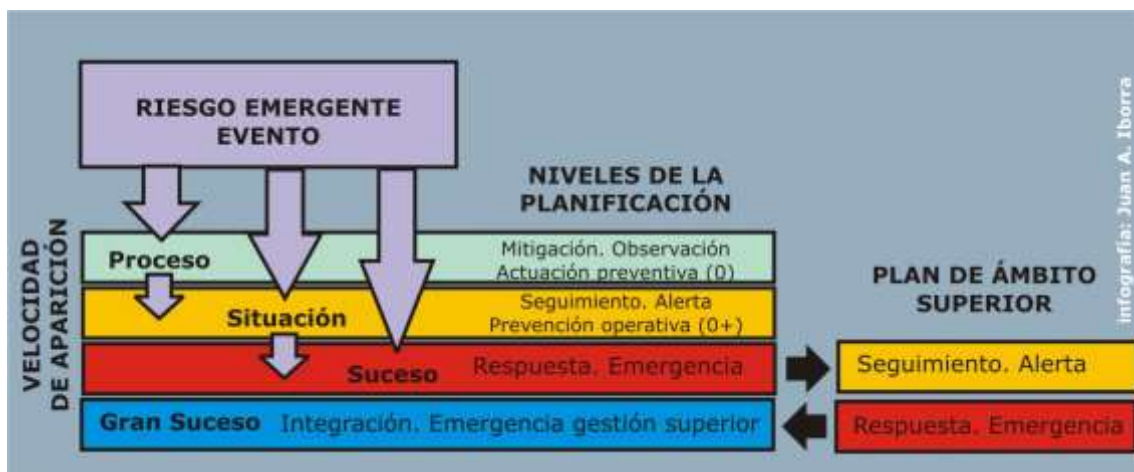 RIESGO EMERGENTE
EVENTO
NIVELES DE LA
PLANIFICACIÓN
VELOCIDAD
DE APARICIÓN
Proceso
Mitigación. Observación
Actuación preventiva (0)
Situación
Seguimiento. Alerta
Prevención operativa (0+)
Suceso
Respuesta. Emergencia
Gran Suceso
Integración. Emergencia gestión superior
PLAN DE ÁMBITO
SUPERIOR
Seguimiento. Alerta
Respuesta. Emergencia
infografía: Juan A. Iborra